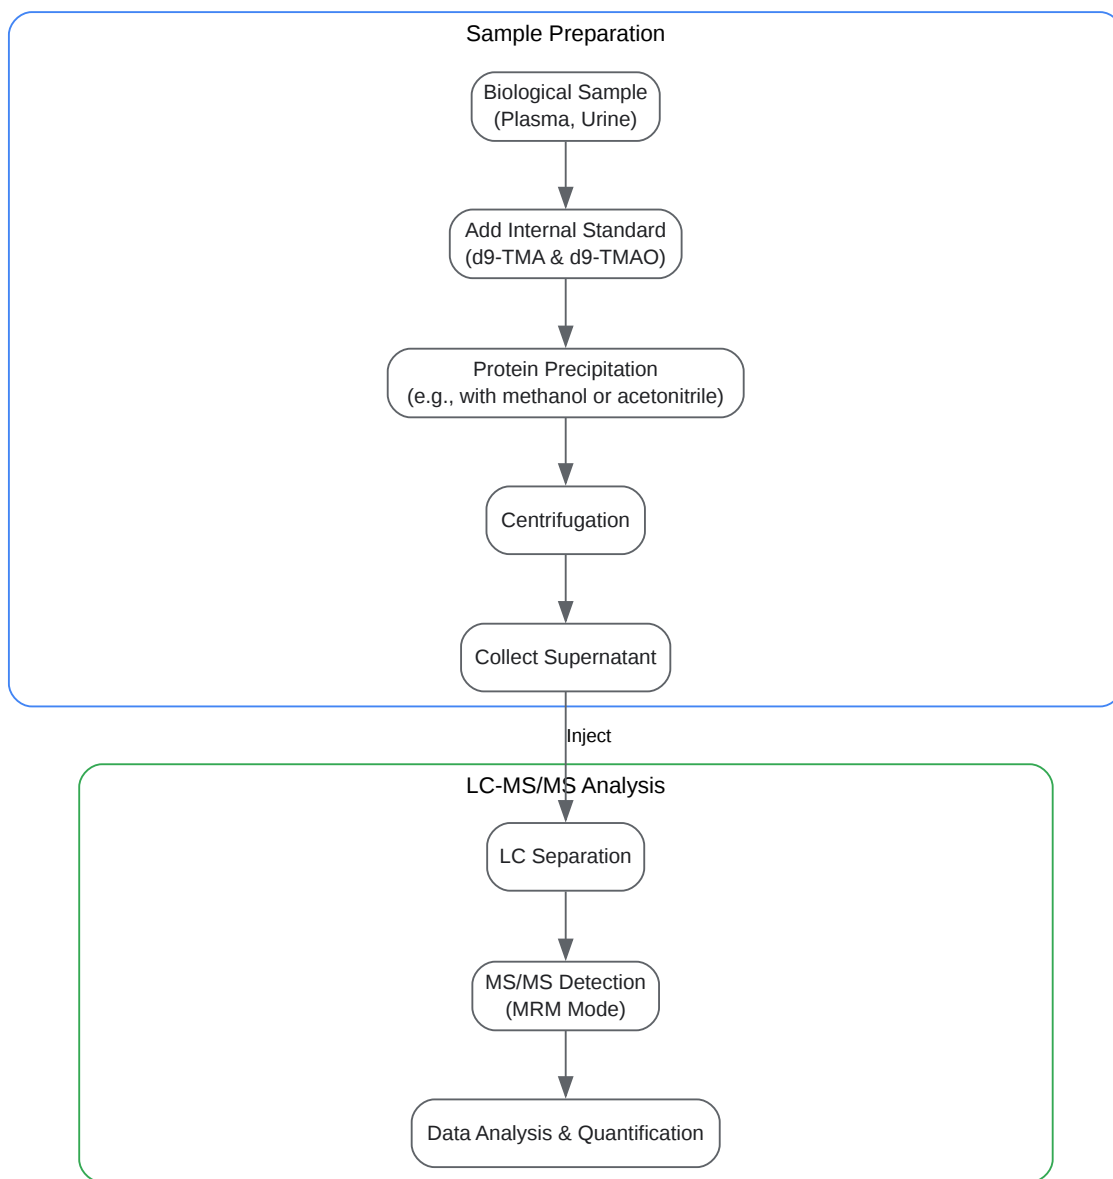 Sample Preparation
Biological Sample
(Plasma, Urine)
Add Internal Standard
(d9-TMA & d9-TMAO)
Protein Precipitation
(e.g., with methanol or acetonitrile)
Centrifugation
Collect Supernatant
Inject
LC-MS/MS Analysis
LC Separation
MS/MS Detection
(MRM Mode)
Data Analysis & Quantification